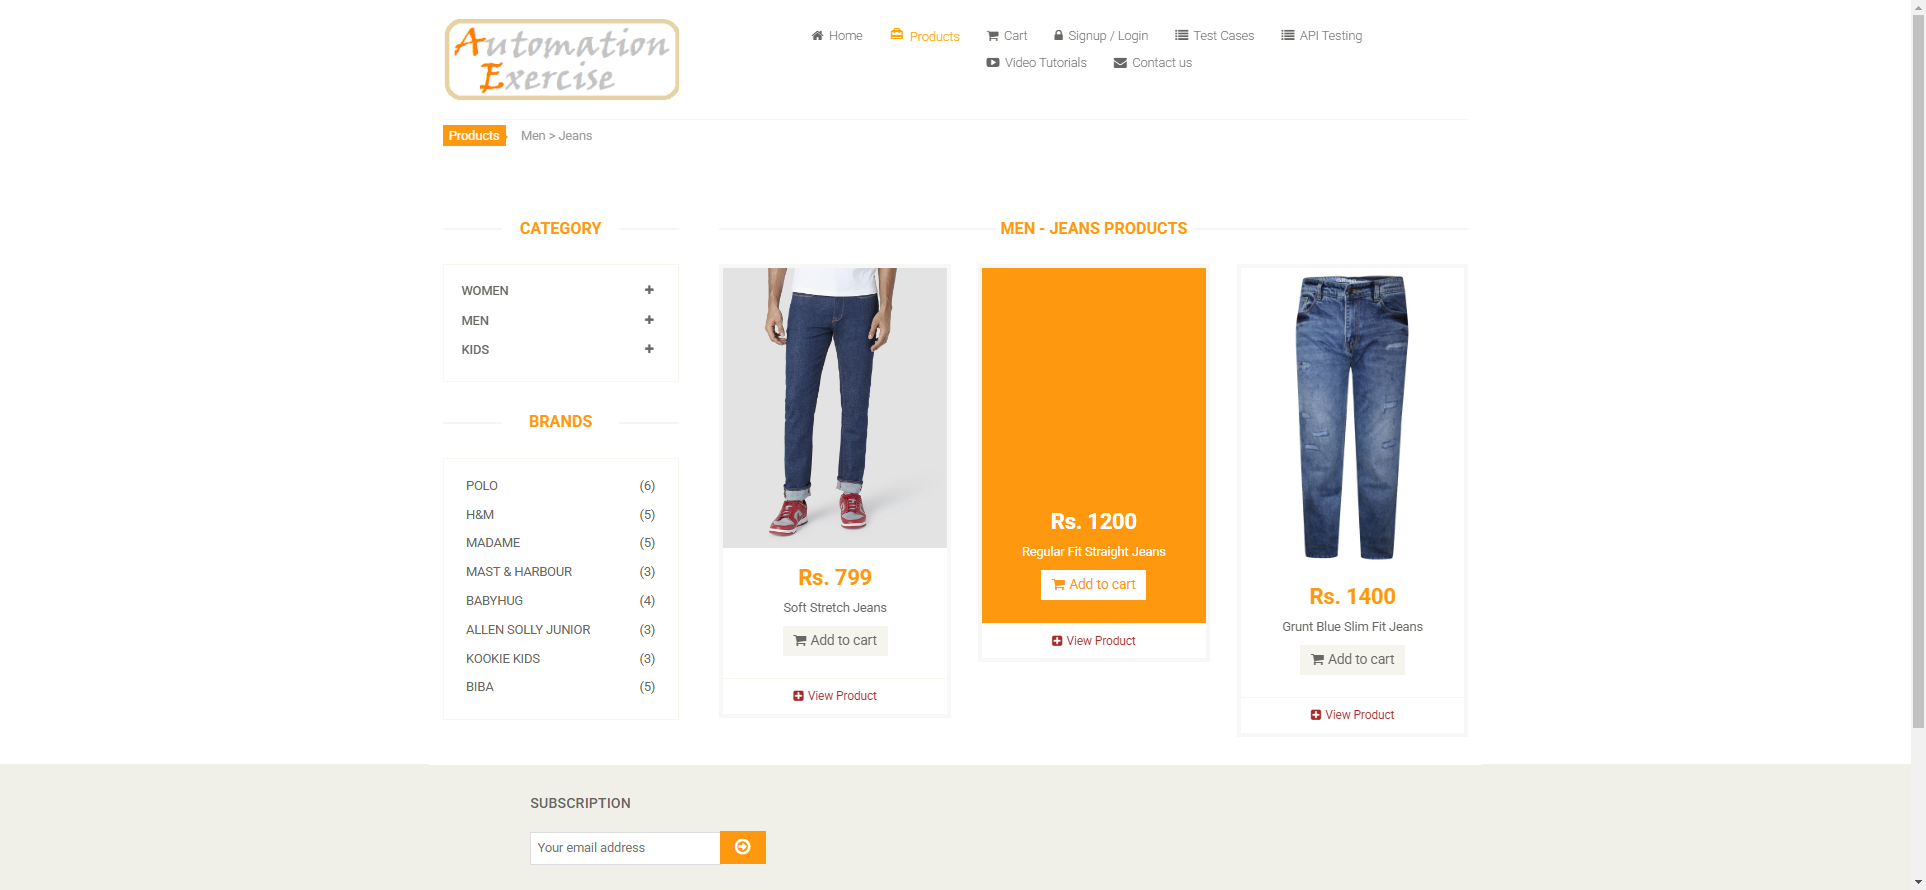 Automation
Exercise
Home
Products
Cart
Signup / Login
Test Cases
API Testing
Video Tutorials
Contact us
Products
Men > Jeans
CATEGORY
WOMEN
MEN
KIDS
BRANDS
POLO (6)
H&M (5)
MADAME (5)
MAST & HARBOUR (3)
BABYHUG (4)
ALLEN SOLLY JUNIOR (3)
KOOKIE KIDS (3)
BIBA (5)
MEN - JEANS PRODUCTS
Rs. 799
Soft Stretch Jeans
Add to cart
View Product
Rs. 1200
Regular Fit Straight Jeans
Add to cart
View Product
Rs. 1400
Grunt Blue Slim Fit Jeans
Add to cart
View Product
SUBSCRIPTION
Your email address